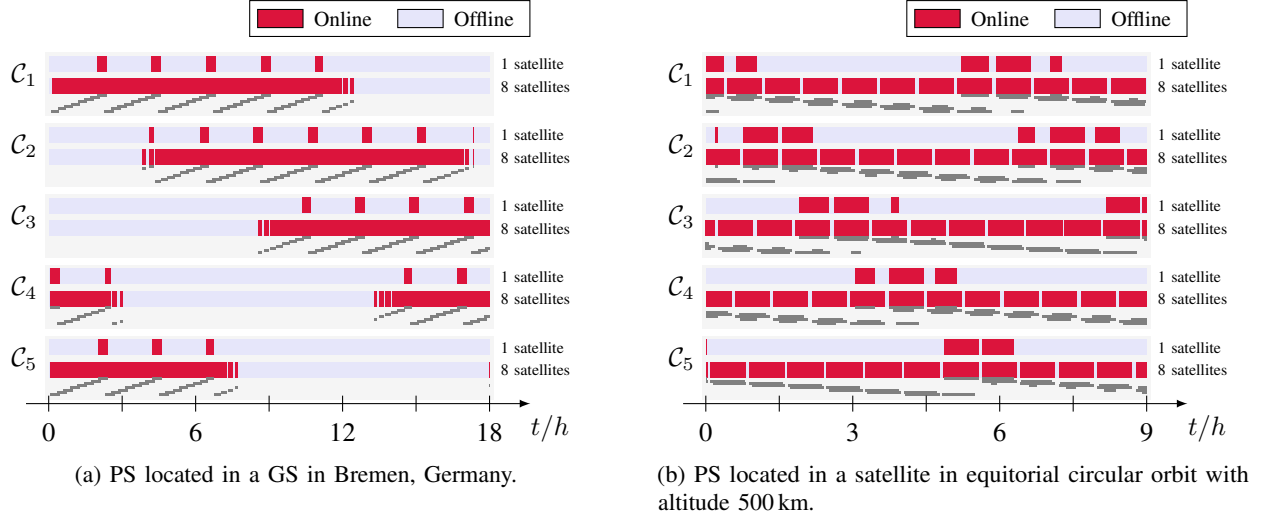 Online Offline
Online Offline
C1 1 satellite
8 satellites
C2 1 satellite
8 satellites
C3 1 satellite
8 satellites
C4 1 satellite
8 satellites
C5 1 satellite
8 satellites
0 6 12 18 t/h
(a) PS located in a GS in Bremen, Germany.
C1 1 satellite
8 satellites
C2 1 satellite
8 satellites
C3 1 satellite
8 satellites
C4 1 satellite
8 satellites
C5 1 satellite
8 satellites
0 3 6 9 t/h
(b) PS located in a satellite in equitorial circular orbit with
altitude 500 km.